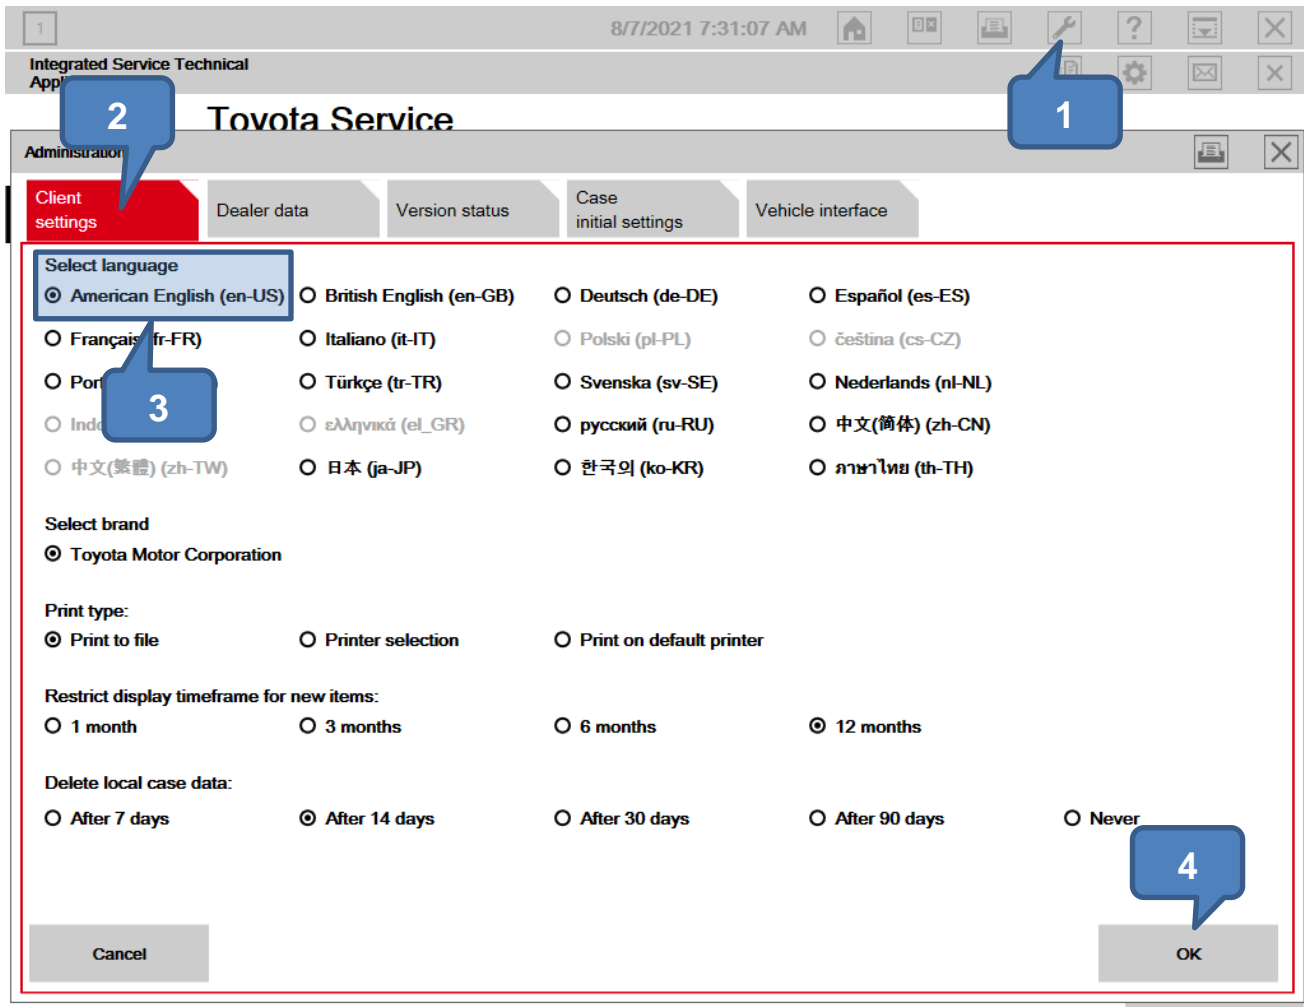 1
8/7/2021 7:31:07 AM
?
Integrated Service Technical
App
2
1
Toyota Service
Administration
Client
settings
Dealer data
Version status
Case
initial settings
Vehicle interface
Select language
American English (en-US)
British English (en-GB)
Deutsch (de-DE)
Español (es-ES)
Français (fr-FR)
Italiano (it-IT)
Polski (pl-PL)
čeština (cs-CZ)
Port
Türkçe (tr-TR)
Svenska (sv-SE)
Nederlands (nl-NL)
3
Indo
ελληνικά (el_GR)
русский (ru-RU)
中文(简体) (zh-CN)
中文(繁體) (zh-TW)
日本 (ja-JP)
한국의 (ko-KR)
ภาษาไทย (th-TH)
Select brand
Toyota Motor Corporation
Print type:
Print to file
Printer selection
Print on default printer
Restrict display timeframe for new items:
1 month
3 months
6 months
12 months
Delete local case data:
After 7 days
After 14 days
After 30 days
After 90 days
Never
4
Cancel
OK